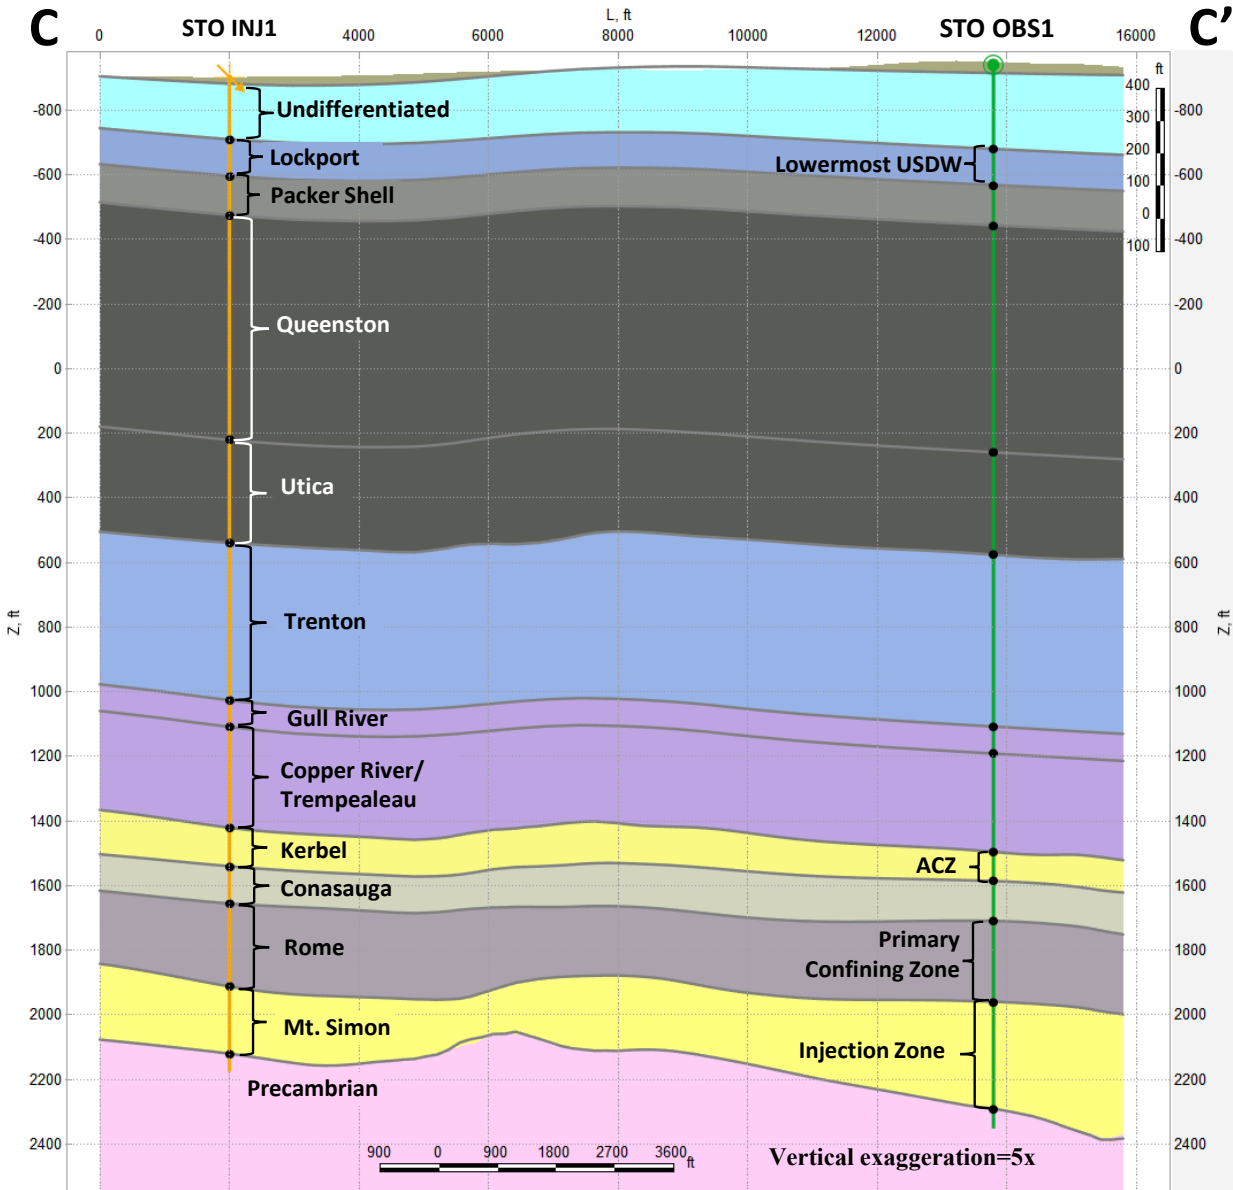 L, ft
C STO INJ1 STO OBS1 C’
0 4000 6000 8000 10000 12000 16000
ft
400
300
200
100
0
100
-800 -800
-600 -600
-400 -400
-200 -200
0 0
200 200
400 400
600 600
800 800
1000 1000
1200 1200
1400 1400
1600 1600
1800 1800
2000 2000
2200 2200
2400 2400
Z, ft Z, ft
Undifferentiated
Lockport
Lowermost USDW
Packer Shell
Queenston
Utica
Trenton
Gull River
Copper River/
Trempealeau
Kerbel
ACZ
Conasauga
Rome
Primary
Confining Zone
Mt. Simon
Injection Zone
Precambrian
900 0 900 1800 2700 3600 ft
Vertical exaggeration=5x